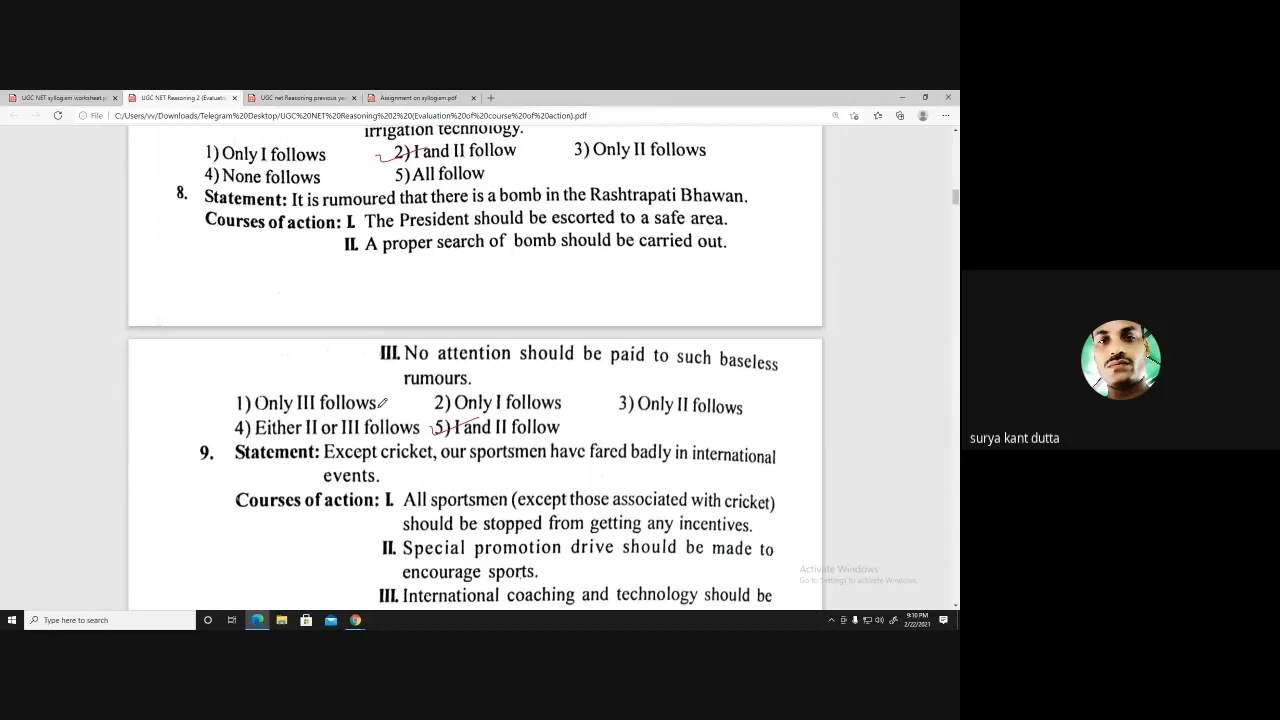 UGC NET syllogism worksheet p
UGC NET Reasoning 2 (Evaluatio
UGC net Reasoning previous ye
Assignment on syllogism.pdf
File
C:/Users/vv/Downloads/Telegram%20Desktop/UGC%20NET%20Reasoning%202%20(Evaluation%20of%20course%20of%20action).pdf
irrigation technology.
1) Only I follows 2) I and II follow 3) Only II follows
4) None follows 5) All follow
8. Statement: It is rumoured that there is a bomb in the Rashtrapati Bhawan.
Courses of action: I. The President should be escorted to a safe area.
II. A proper search of bomb should be carried out.
III. No attention should be paid to such baseless
rumours.
1) Only III follows 2) Only I follows 3) Only II follows
4) Either II or III follows 5) I and II follow
9. Statement: Except cricket, our sportsmen have fared badly in international
events.
Courses of action: I. All sportsmen (except those associated with cricket)
should be stopped from getting any incentives.
II. Special promotion drive should be made to
encourage sports.
III. International coaching and technology should be
Activate Windows
Go to Settings to activate Windows.
surya kant dutta
Type here to search
9:10 PM
2/22/2021